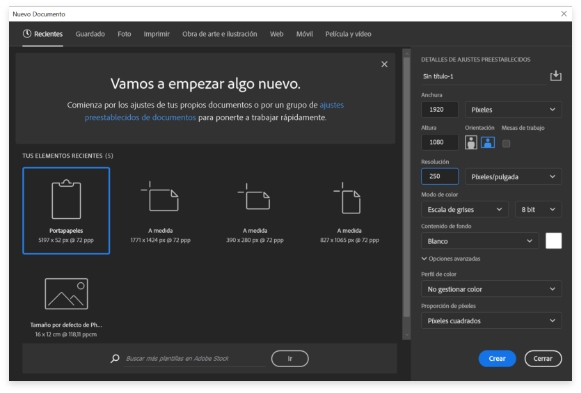 Nuevo Documento
Recientes Guardado Foto Imprimir Obra de arte e ilustración Web Móvil Película y vídeo
Vamos a empezar algo nuevo.
Comienza por los ajustes de tus propios documentos o por un grupo de ajustes
preestablecidos de documentos para ponerte a trabajar rápidamente.
TUS ELEMENTOS RECIENTES (5)
Portapapeles
5197 x 52 px @ 72 ppp
A medida
1771 x 1424 px @ 72 ppp
A medida
390 x 280 px @ 72 ppp
A medida
827 x 1065 px @ 72 ppp
Tamaño por defecto de Ph...
16 x 12 cm @ 118,11 ppcm
Buscar más plantillas en Adobe Stock
Ir
DETALLES DE AJUSTES PREESTABLECIDOS
Sin título-1
Anchura
1920 Píxeles
Altura Orientación Mesas de trabajo
1080
Resolución
250 Píxeles/pulgada
Modo de color
Escala de grises 8 bit
Contenido de fondo
Blanco
Opciones avanzadas
Perfil de color
No gestionar color
Proporción de píxeles
Píxeles cuadrados
Crear Cerrar